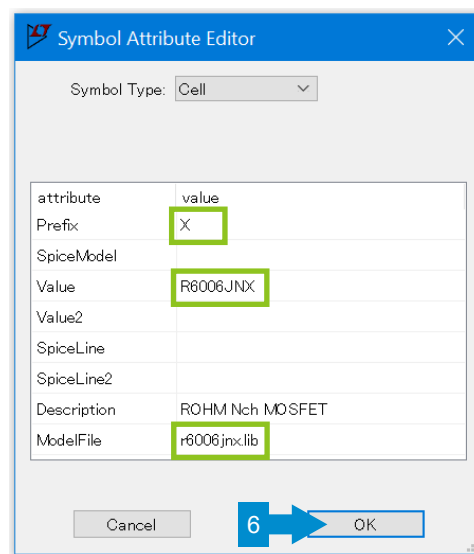 Symbol Attribute Editor
Symbol Type: Cell
attribute value
Prefix X
SpiceModel
Value R6006JNX
Value2
SpiceLine
SpiceLine2
Description ROHM Nch MOSFET
ModelFile r6006jnx.lib
Cancel 6 OK